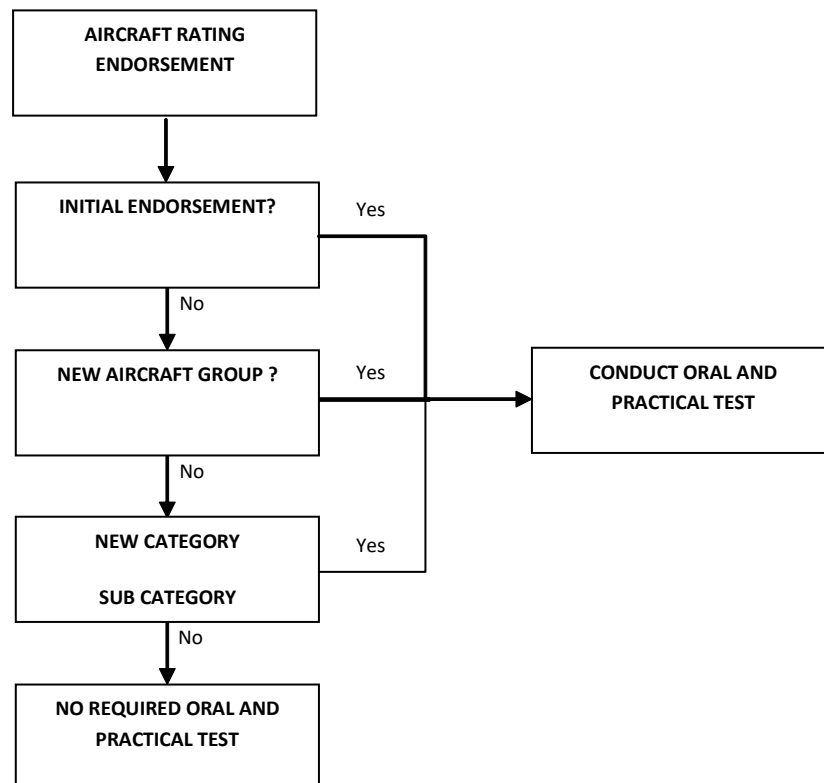 AIRCRAFT RATING
ENDORSEMENT
INITIAL ENDORSEMENT?
Yes
No
NEW AIRCRAFT GROUP ?
Yes
CONDUCT ORAL AND
PRACTICAL TEST
No
NEW CATEGORY
Yes
SUB CATEGORY
No
NO REQUIRED ORAL AND
PRACTICAL TEST